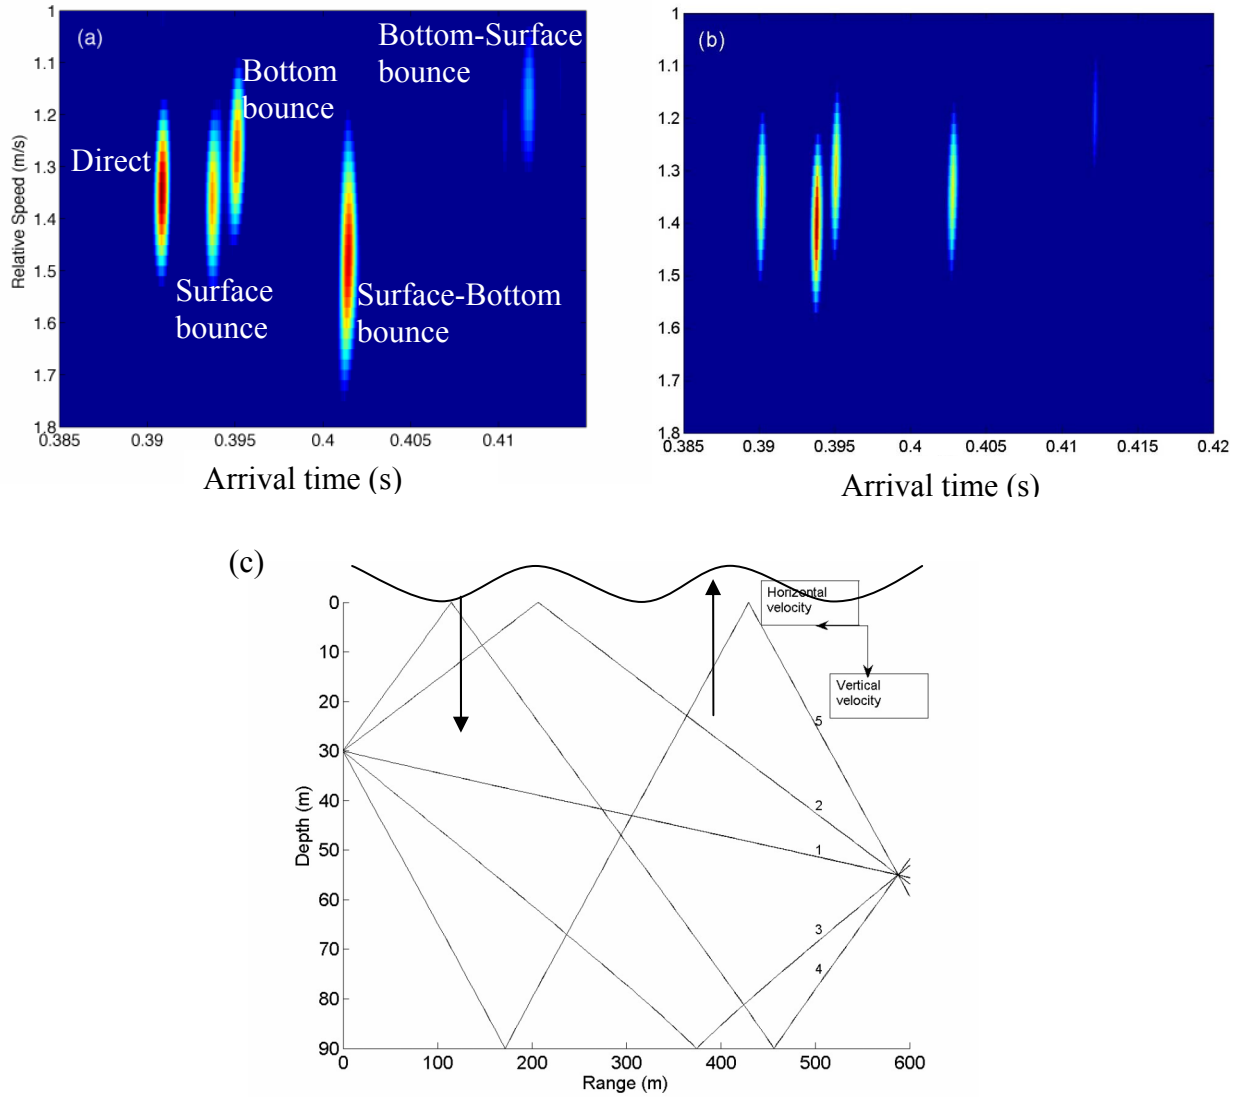 (a)
Direct
Surface
bounce
Bottom
bounce
Surface-Bottom
bounce
Bottom-Surface
bounce
1
1.1
1.2
1.3
1.4
1.5
1.6
1.7
1.8
Relative Speed (m/s)
0.385
0.39
0.395
0.4
0.405
0.41
Arrival time (s)
(b)
1
1.1
1.2
1.3
1.4
1.5
1.6
1.7
1.8
0.385
0.39
0.395
0.4
0.405
0.41
0.415
0.42
Arrival time (s)
(c)
Horizontal
velocity
Vertical
velocity
5
2
1
3
4
0
10
20
30
40
50
60
70
80
90
Depth (m)
0
100
200
300
400
500
600
Range (m)